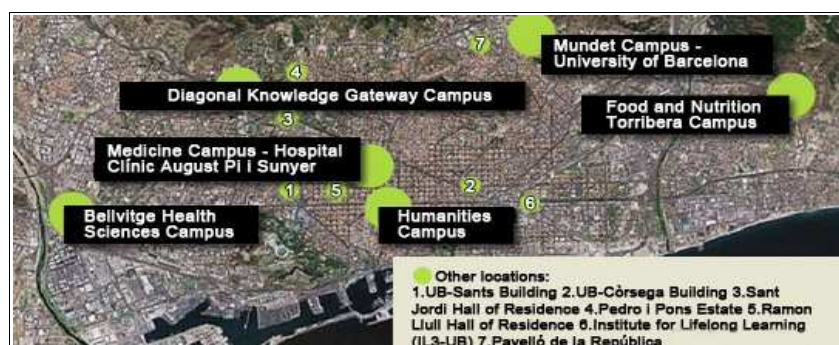 7
Mundet Campus -
University of Barcelona
4
Diagonal Knowledge Gateway Campus
Food and Nutrition
Torribera Campus
3
Medicine Campus - Hospital
Clínic August Pi i Sunyer
1
5
2
6
Bellvitge Health
Sciences Campus
Humanities
Campus
Other locations:
1.UB-Sants Building 2.UB-Còrsega Building 3.Sant
Jordi Hall of Residence 4.Pedro i Pons Estate 5.Ramon
Llull Hall of Residence 6.Institute for Lifelong Learning
(IL3-UB) 7.Pavelló de la República